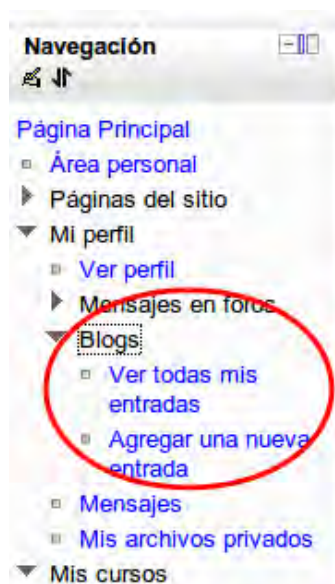 Navegación
Página Principal
Área personal
Páginas del sitio
Mi perfil
Ver perfil
Mensajes en foros
Blogs
Ver todas mis
entradas
Agregar una nueva
entrada
Mensajes
Mis archivos privados
Mis cursos